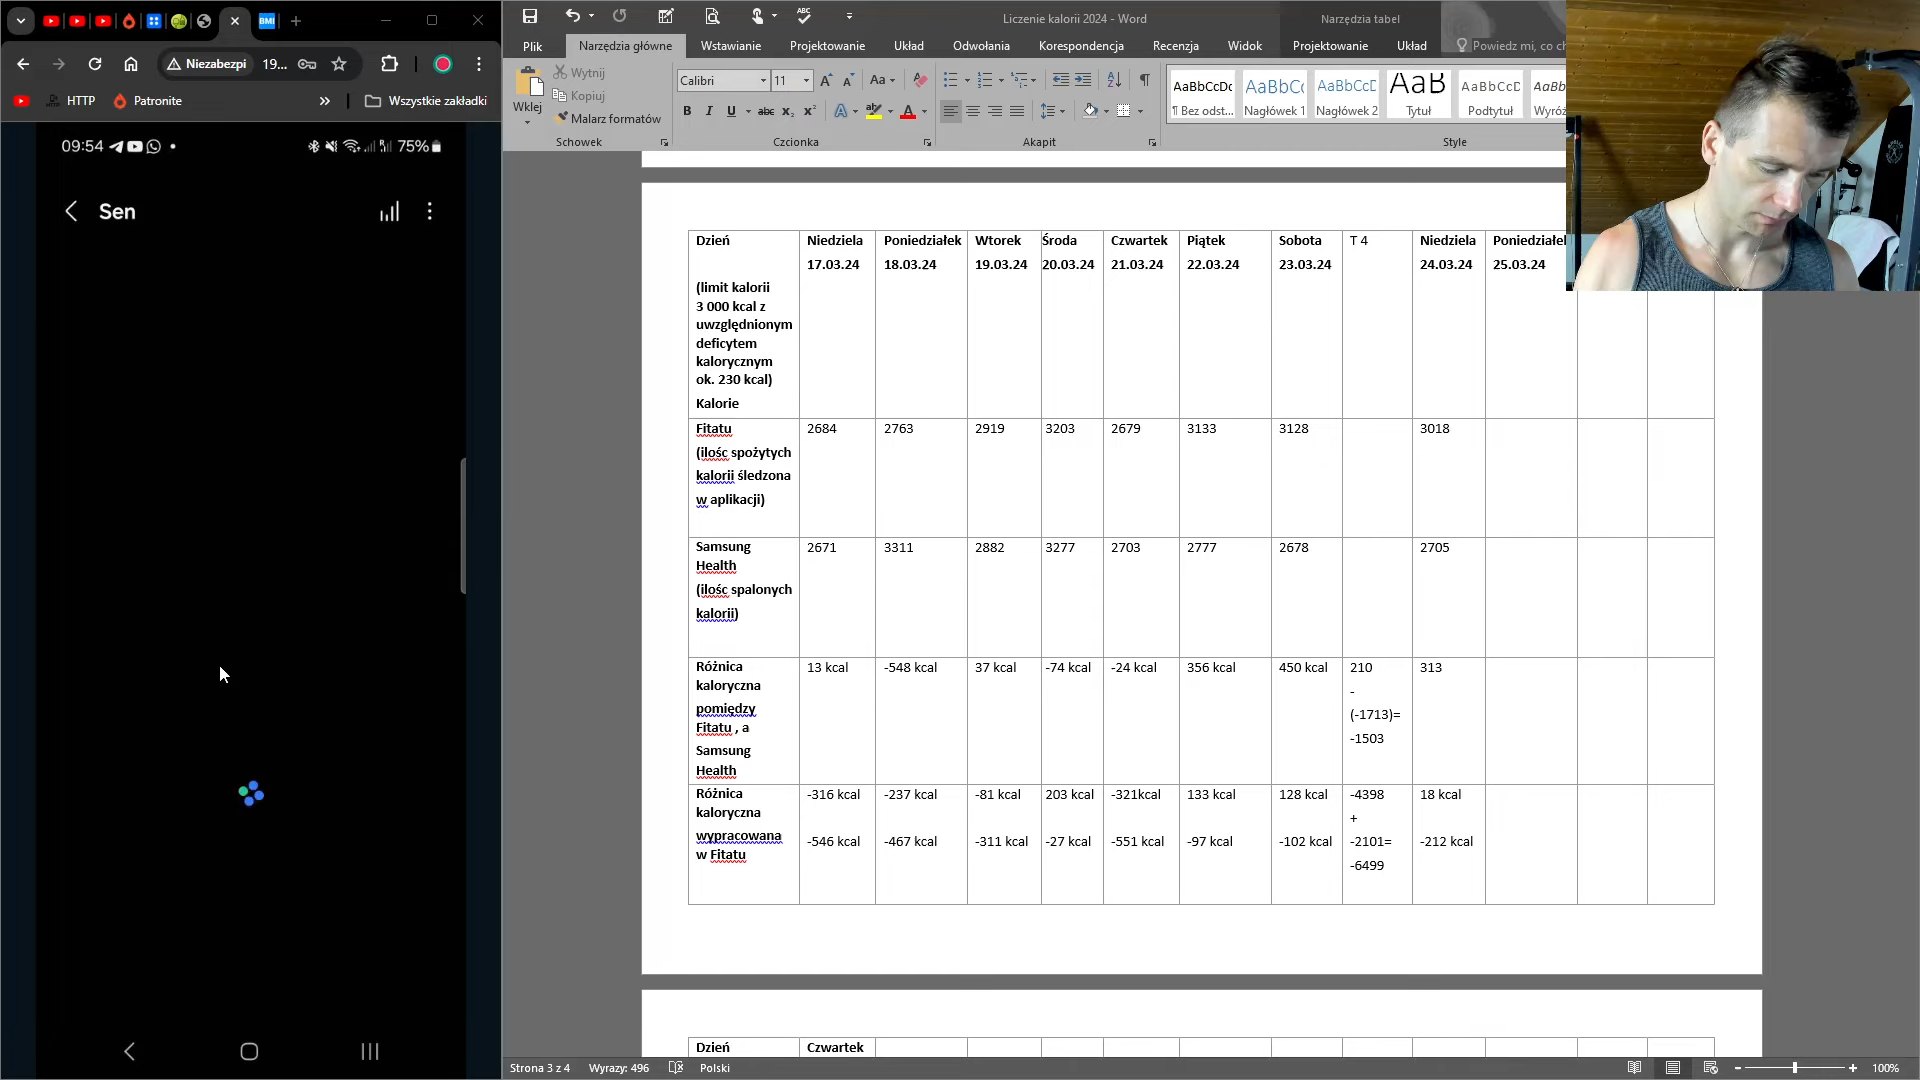 Liczenie kalorii 2024 - Word
Narzędzia tabel
Plik
Narzędzia główne
Wstawianie
Projektowanie
Układ
Odwołania
Korespondencja
Recenzja
Widok
Projektowanie
Układ
Powiedz mi, co ch
Niezabezpi
19...
HTTP
Patronite
»
Wszystkie zakładki
BMI
Wytnij
Kopiuj
Malarz formatów
Wklej
Schowek
Calibri
11
Czcionka
Akapit
AaBbCcDc
¶ Bez odst...
AaBbC(
Nagłówek 1
AaBbCcE
Nagłówek 2
AaB
Tytuł
AaBbCcD
Podtytuł
AaBbC
Wyróż
Style
09:54
75%
Sen
Dzień
Niedziela
Poniedziałek
Wtorek
Środa
Czwartek
Piątek
Sobota
T 4
Niedziela
Poniedziałek
17.03.24
18.03.24
19.03.24
20.03.24
21.03.24
22.03.24
23.03.24
24.03.24
25.03.24
(limit kalorii
3 000 kcal z
uwzględnionym
deficytem
kalorycznym
ok. 230 kcal)
Kalorie
Fitatu
2684
2763
2919
3203
2679
3133
3128
3018
(ilośc spożytych
kalorii śledzona
w aplikacji)
Samsung
2671
3311
2882
3277
2703
2777
2678
2705
Health
(ilośc spalonych
kalorii)
Różnica
13 kcal
-548 kcal
37 kcal
-74 kcal
-24 kcal
356 kcal
450 kcal
210
313
kaloryczna
-
pomiędzy
(-1713)=
Fitatu , a
-1503
Samsung
Health
Różnica
-316 kcal
-237 kcal
-81 kcal
203 kcal
-321kcal
133 kcal
128 kcal
-4398
18 kcal
kaloryczna
+
wypracowana
-546 kcal
-467 kcal
-311 kcal
-27 kcal
-551 kcal
-97 kcal
-102 kcal
-2101=
-212 kcal
w Fitatu
-6499
Dzień
Czwartek
Strona 3 z 4
Wyrazy: 496
Polski
100%